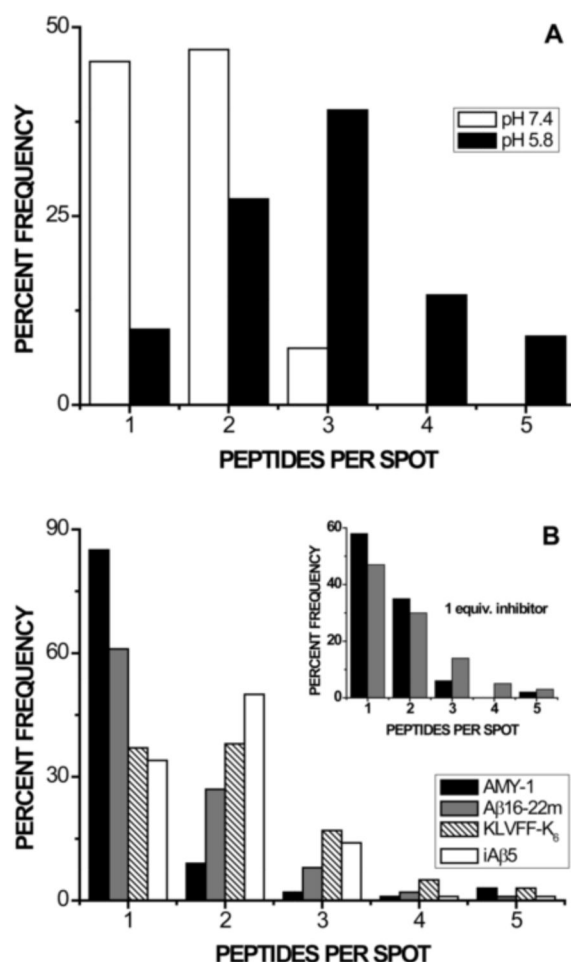 A
PERCENT FREQUENCY
50
25
0
pH 7.4
pH 5.8
1 2 3 4 5
PEPTIDES PER SPOT
B
PERCENT FREQUENCY
90
60
30
0
PERCENT FREQUENCY
60
40
20
0
1 equiv. inhibitor
1 2 3 4 5
PEPTIDES PER SPOT
AMY-1
Aβ16-22m
KLVFF-K₆
iAβ5
1 2 3 4 5
PEPTIDES PER SPOT